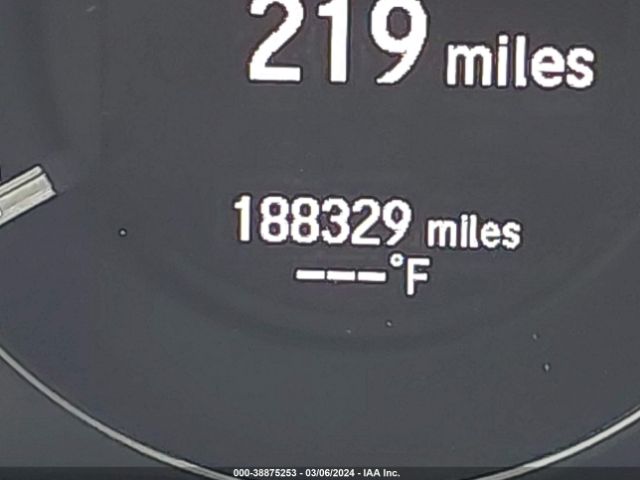 219 miles
188329 miles
---°F
000-38875253 - 03/06/2024 - IAA Inc.